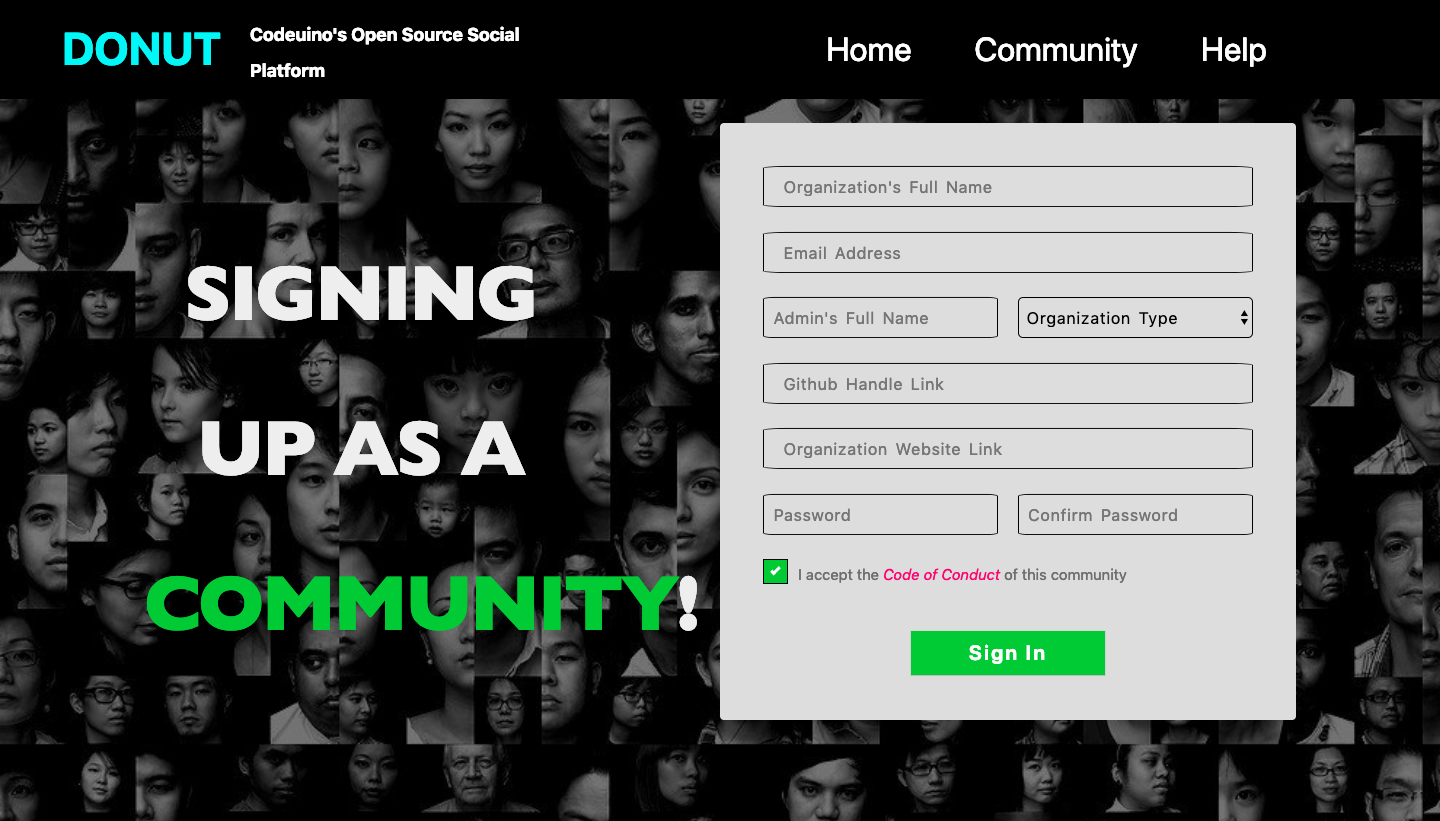 DONUT
Codeuino's Open Source Social
Platform
Home
Community
Help
SIGNING
UP AS A
COMMUNITY!
Organization's Full Name
Email Address
Admin's Full Name
Organization Type
Github Handle Link
Organization Website Link
Password
Confirm Password
I accept the Code of Conduct of this community
Sign In